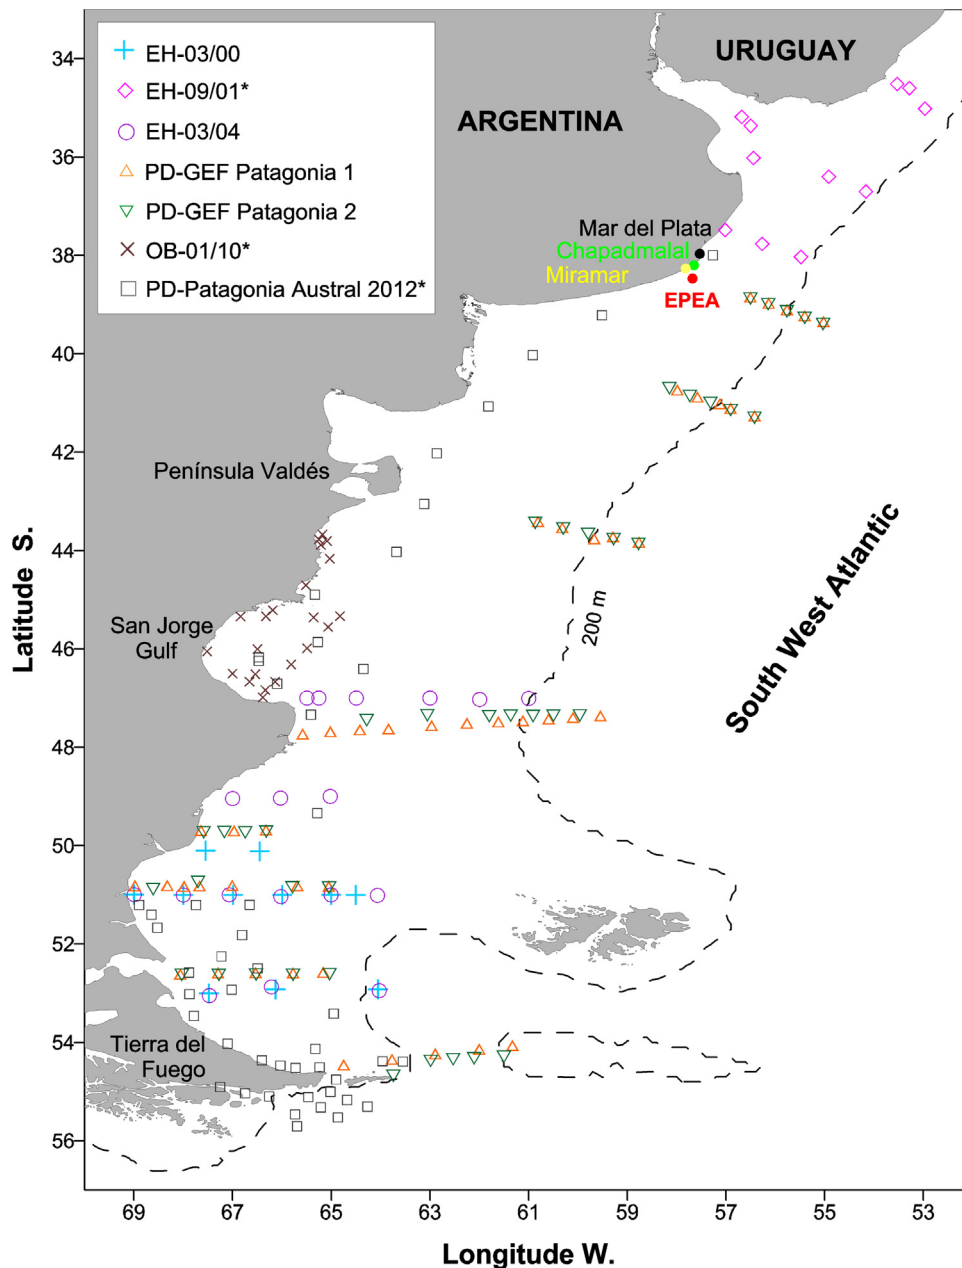 EH-03/00
EH-09/01*
EH-03/04
PD-GEF Patagonia 1
PD-GEF Patagonia 2
OB-01/10*
PD-Patagonia Austral 2012*
URUGUAY
ARGENTINA
Mar del Plata
Chapadmalal
Miramar
EPEA
Península Valdés
San Jorge
Gulf
200 m
South West Atlantic
Tierra del
Fuego
Latitude S.
34
36
38
40
42
44
46
48
50
52
54
56
69
67
65
63
61
59
57
55
53
Longitude W.